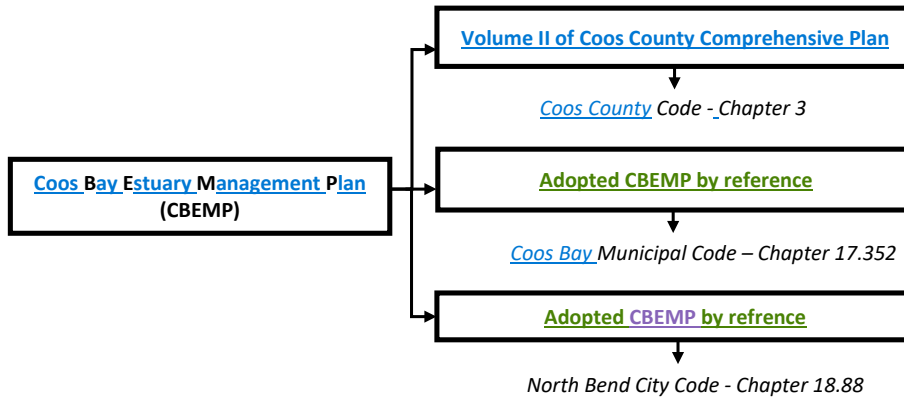 Volume II of Coos County Comprehensive Plan
Coos County Code - Chapter 3
Coos Bay Estuary Management Plan
(CBEMP)
Adopted CBEMP by reference
Coos Bay Municipal Code – Chapter 17.352
Adopted CBEMP by refrence
North Bend City Code - Chapter 18.88